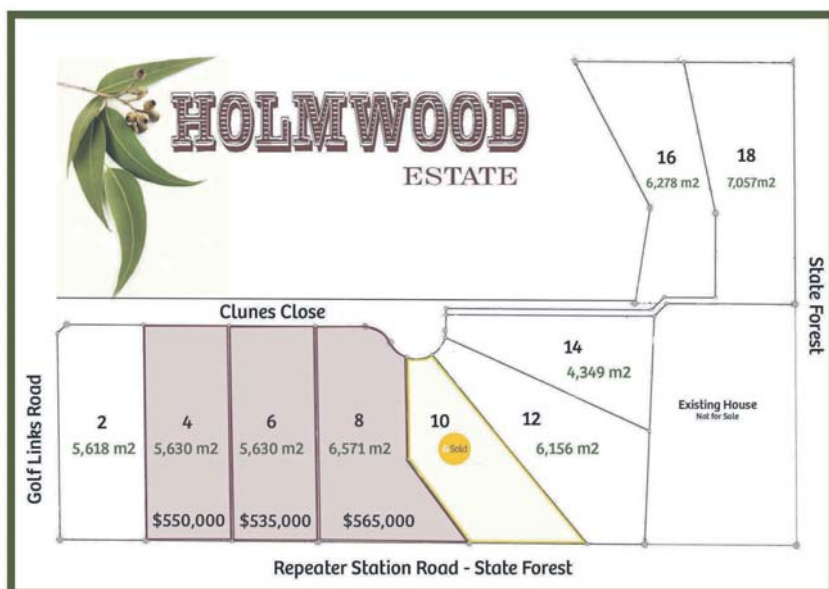 HOLMWOOD
ESTATE
16
6,278 m2
18
7,057m2
State Forest
Clunes Close
Golf Links Road
2
5,618 m2
4
5,630 m2
$550,000
6
5,630 m2
$535,000
8
6,571 m2
$565,000
10
Sold
12
6,156 m2
14
4,349 m2
Existing House
Not for Sale
Repeater Station Road - State Forest